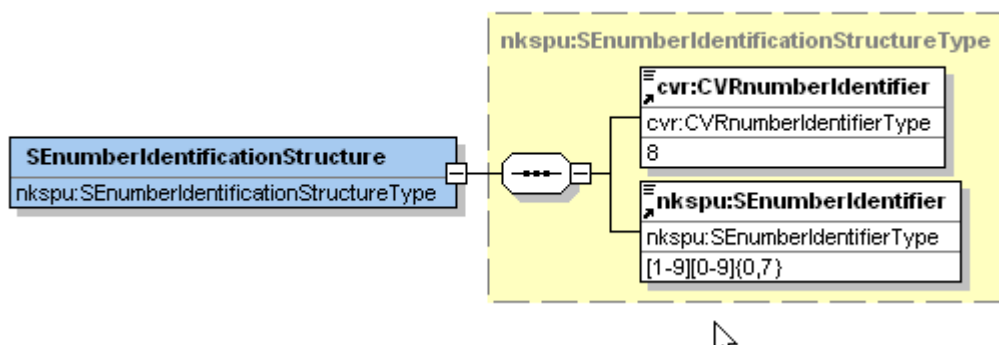 nkspu:SEnumberIdentificationStructureType
cvr:CVRnumberIdentifier
cvr:CVRnumberIdentifierType
8
SEnumberIdentificationStructure
nkspu:SEnumberIdentificationStructureType
nkspu:SEnumberIdentifier
nkspu:SEnumberIdentifierType
[1-9][0-9]{0,7}